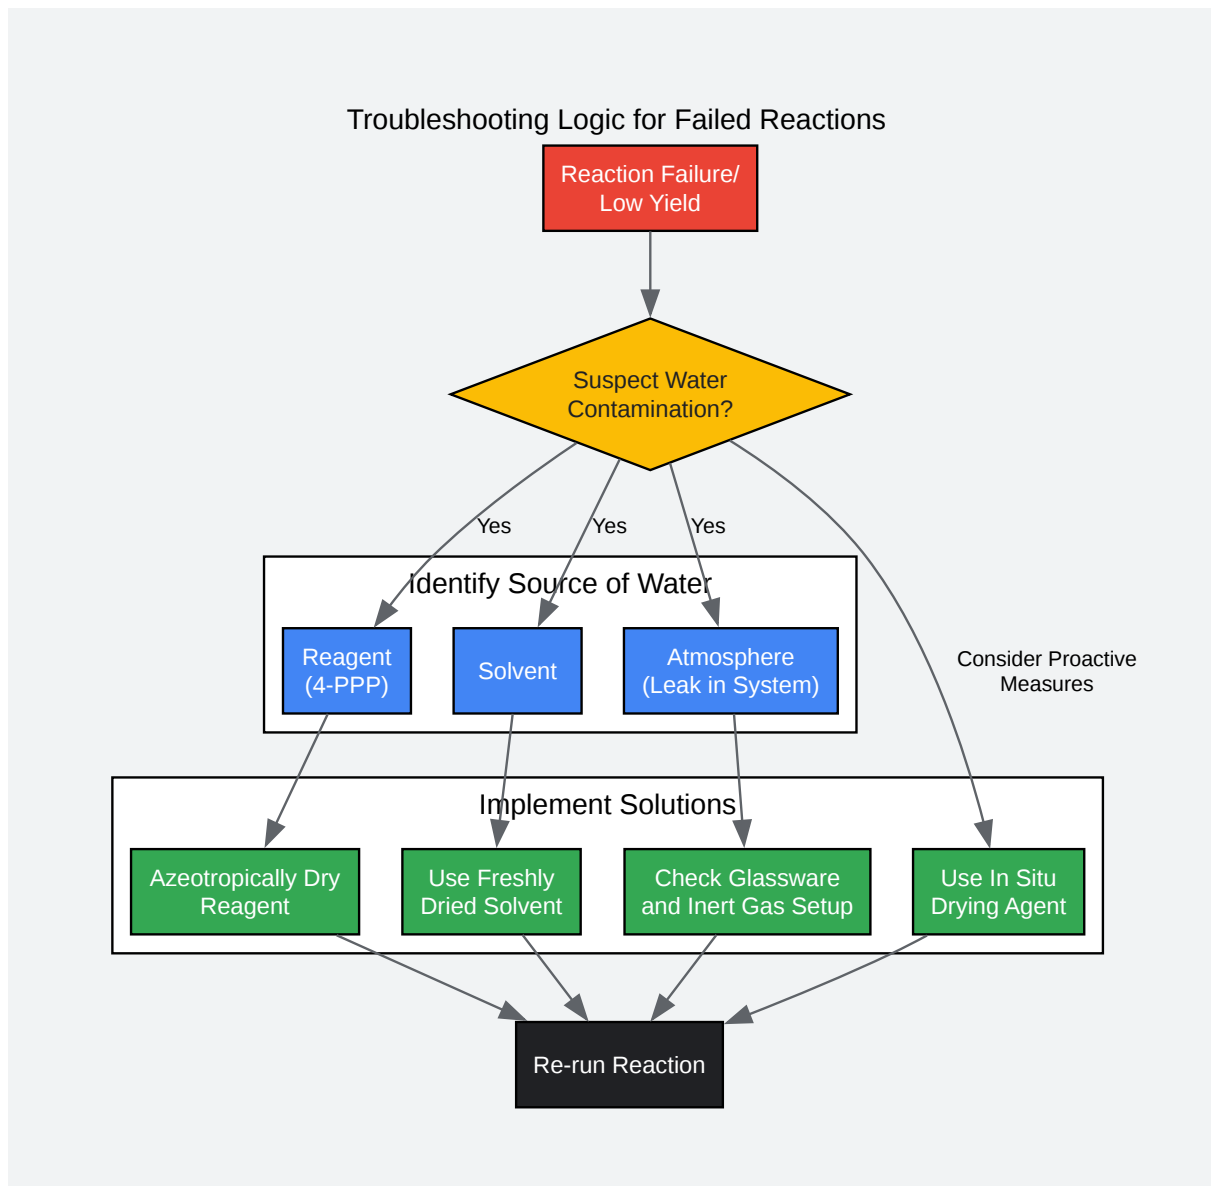 Troubleshooting Logic for Failed Reactions
Reaction Failure/
Low Yield
Suspect Water
Contamination?
Yes
Yes
Yes
Identify Source of Water
Reagent
(4-PPP)
Solvent
Atmosphere
(Leak in System)
Consider Proactive
Measures
Implement Solutions
Azeotropically Dry
Reagent
Use Freshly
Dried Solvent
Check Glassware
and Inert Gas Setup
Use In Situ
Drying Agent
Re-run Reaction